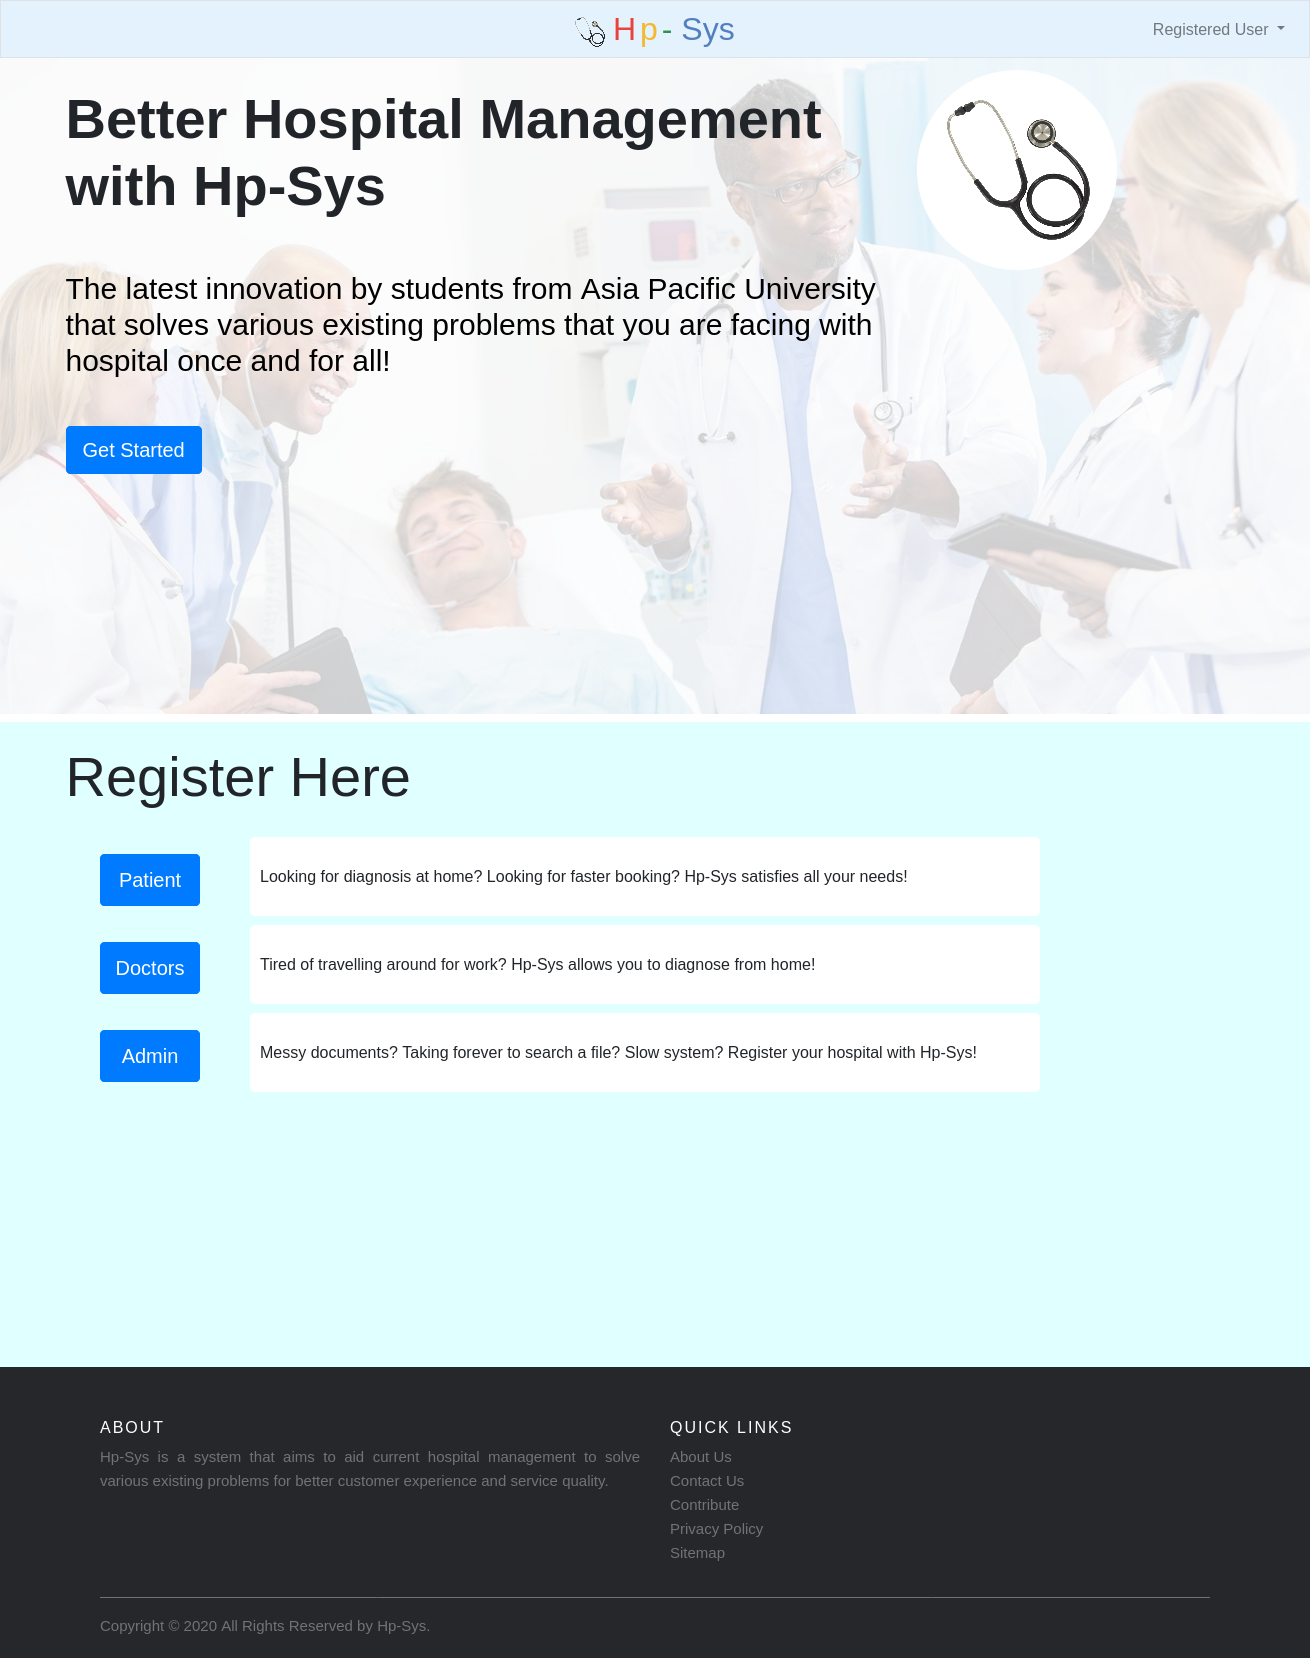 Hp- Sys
Registered User
Better Hospital Management
with Hp-Sys
The latest innovation by students from Asia Pacific University
that solves various existing problems that you are facing with
hospital once and for all!
Get Started
Register Here
Patient
Looking for diagnosis at home? Looking for faster booking? Hp-Sys satisfies all your needs!
Doctors
Tired of travelling around for work? Hp-Sys allows you to diagnose from home!
Admin
Messy documents? Taking forever to search a file? Slow system? Register your hospital with Hp-Sys!
ABOUT
Hp-Sys is a system that aims to aid current hospital management to solve
various existing problems for better customer experience and service quality.
QUICK LINKS
About Us
Contact Us
Contribute
Privacy Policy
Sitemap
Copyright © 2020 All Rights Reserved by Hp-Sys.